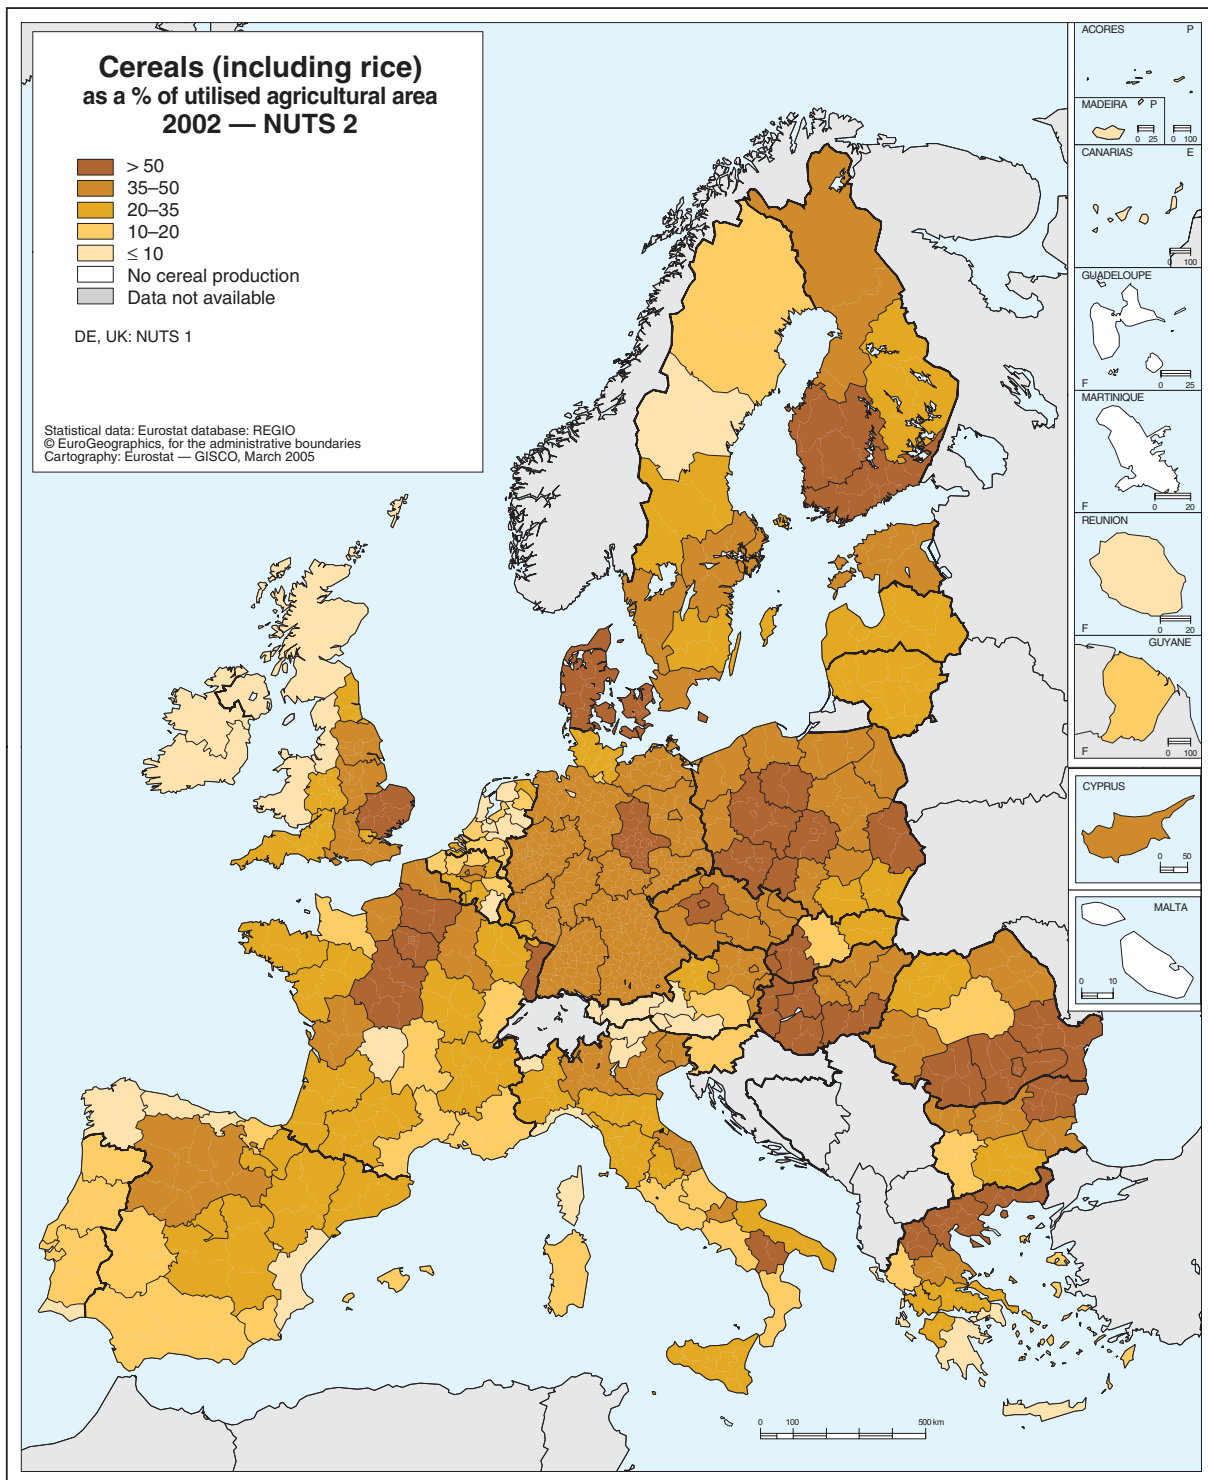 Cereals (including rice)
as a % of utilised agricultural area
2002 — NUTS 2
> 50
35–50
20–35
10–20
≤ 10
No cereal production
Data not available
DE, UK: NUTS 1
Statistical data: Eurostat database: REGIO
© EuroGeographics, for the administrative boundaries
Cartography: Eurostat — GISCO, March 2005
ACORES P
MADEIRA P
0 25 0 100
CANARIAS E
0 100
GUADELOUPE
F 0 25
MARTINIQUE
F 0 20
REUNION
F 0 20
GUYANE
F 0 100
CYPRUS
0 50
MALTA
0 10
0 100 500 km